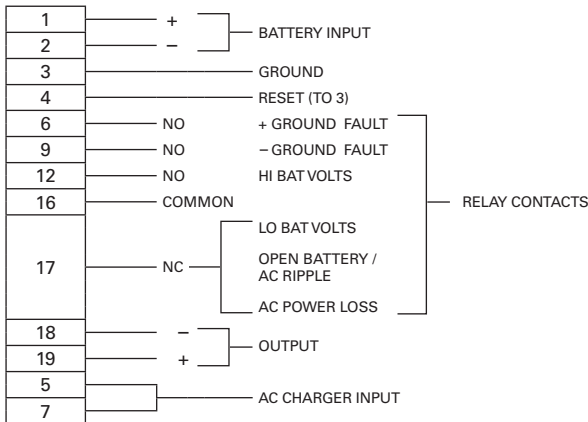 1 + BATTERY INPUT
2 −
3 GROUND
4 RESET (TO 3)
6 NO + GROUND FAULT
9 NO − GROUND FAULT
12 NO HI BAT VOLTS
16 COMMON RELAY CONTACTS
17 NC LO BAT VOLTS
OPEN BATTERY /
AC RIPPLE
AC POWER LOSS
18 − OUTPUT
19 +
5 AC CHARGER INPUT
7